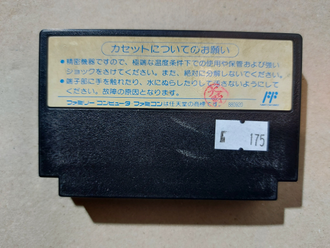 カセットについてのお願い
●精密機器ですので、極端な温度条件下での使用や保管および強い
ショックをさけてください。また、絶対に分解しないでください。
●端子部に手を触れたり、水にぬらしたりして汚さないようにして
ください。故障の原因となります。
ファミリー コンピュータ ファミコンは任天堂の商標です。
FF
175